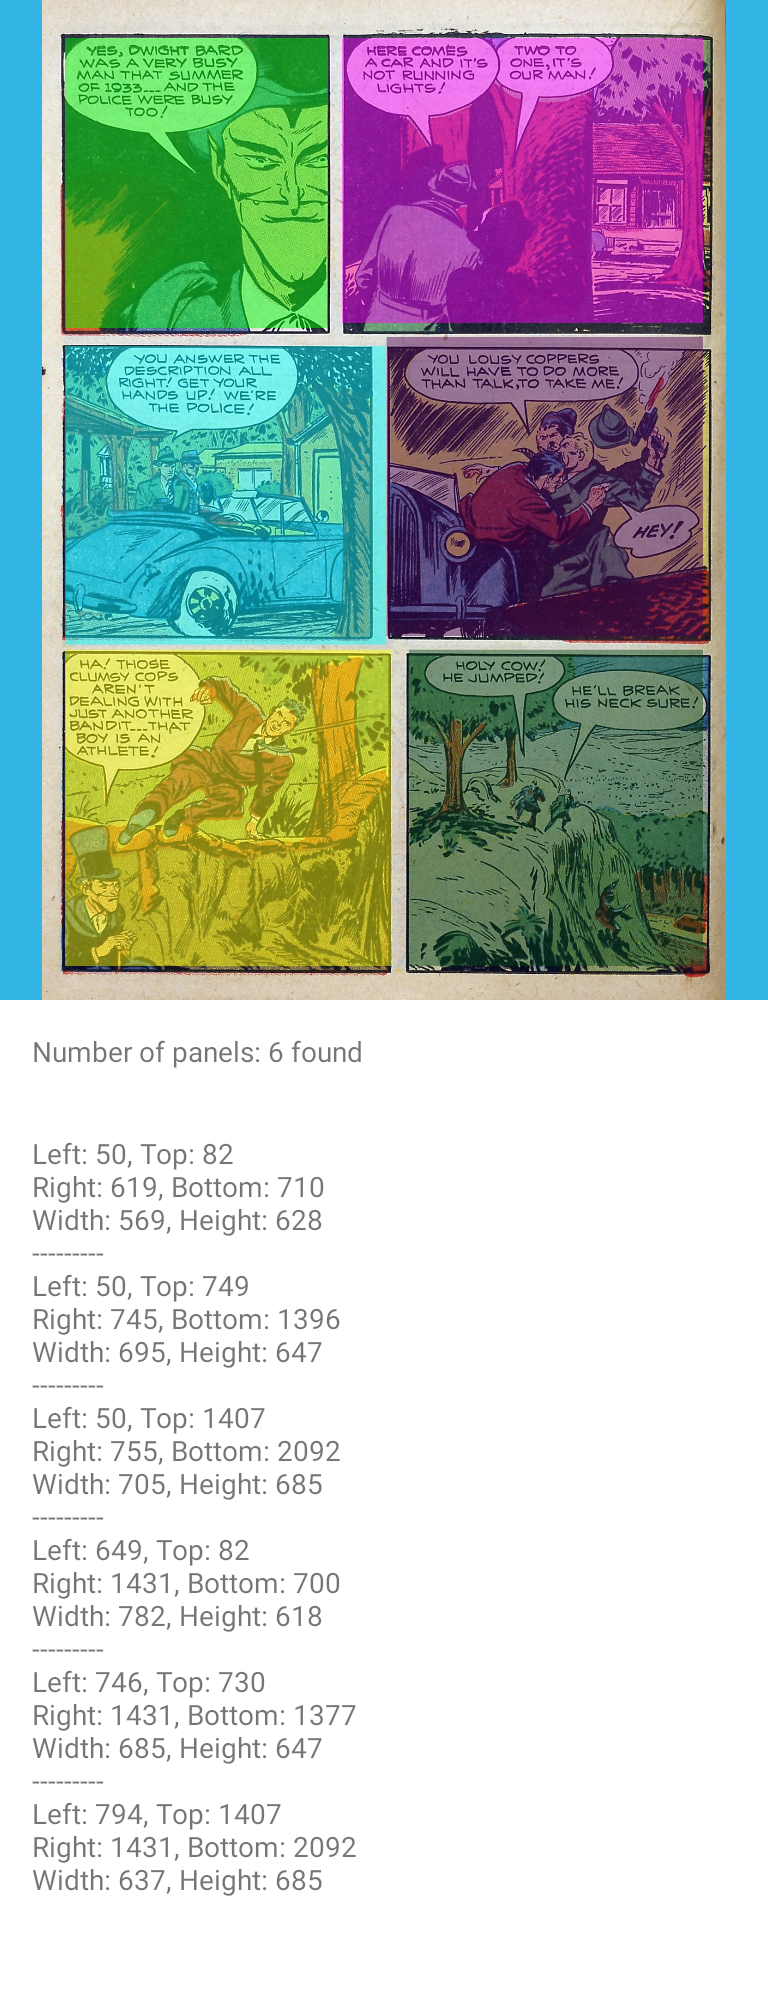 YES, DWIGHT BARD
WAS A VERY BUSY
MAN THAT SUMMER
OF 1933... AND THE
POLICE WERE BUSY
TOO!
HERE COMES
A CAR AND IT'S
NOT RUNNING
LIGHTS!
TWO TO
ONE, IT'S
OUR MAN!
YOU ANSWER THE
DESCRIPTION ALL
RIGHT! GET YOUR
HANDS UP! WE'RE
THE POLICE!
YOU LOUSY COPPERS
WILL HAVE TO DO MORE
THAN TALK, TO TAKE ME!
HEY!
HA! THOSE
CLUMSY COPS
AREN'T
DEALING WITH
JUST ANOTHER
BANDIT...THAT
BOY IS AN
ATHLETE!
HOLY COW!
HE JUMPED!
HE'LL BREAK
HIS NECK SURE!
Number of panels: 6 found
Left: 50, Top: 82
Right: 619, Bottom: 710
Width: 569, Height: 628
---------
Left: 50, Top: 749
Right: 745, Bottom: 1396
Width: 695, Height: 647
---------
Left: 50, Top: 1407
Right: 755, Bottom: 2092
Width: 705, Height: 685
---------
Left: 649, Top: 82
Right: 1431, Bottom: 700
Width: 782, Height: 618
---------
Left: 746, Top: 730
Right: 1431, Bottom: 1377
Width: 685, Height: 647
---------
Left: 794, Top: 1407
Right: 1431, Bottom: 2092
Width: 637, Height: 685